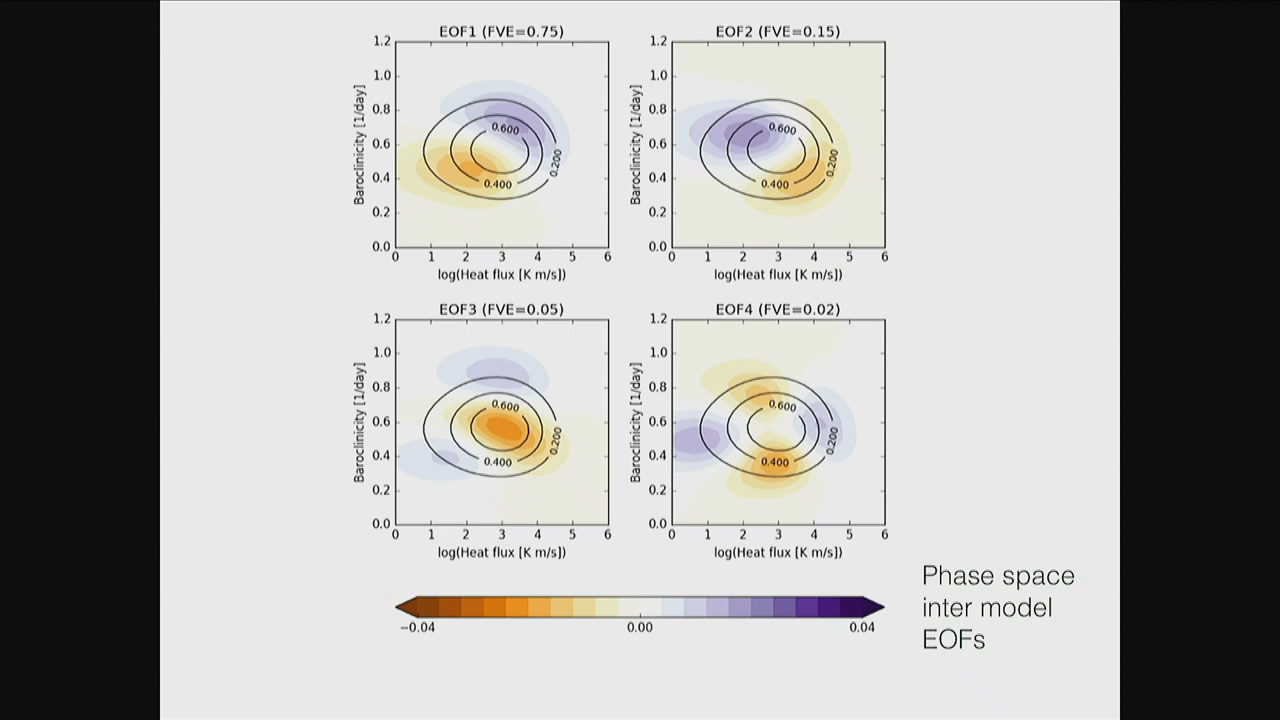 EOF1 (FVE=0.75)
EOF2 (FVE=0.15)
1.2
1.0
0.8
0.6
0.4
0.2
0.0
Baroclinicity [1/day]
0.600
0.400
0.200
0 1 2 3 4 5 6
log(Heat flux [K m/s])
1.2
1.0
0.8
0.6
0.4
0.2
0.0
Baroclinicity [1/day]
0.600
0.400
0.200
0 1 2 3 4 5 6
log(Heat flux [K m/s])
EOF3 (FVE=0.05)
EOF4 (FVE=0.02)
1.2
1.0
0.8
0.6
0.4
0.2
0.0
Baroclinicity [1/day]
0.600
0.400
0.200
0 1 2 3 4 5 6
log(Heat flux [K m/s])
1.2
1.0
0.8
0.6
0.4
0.2
0.0
Baroclinicity [1/day]
0.600
0.400
0.200
0 1 2 3 4 5 6
log(Heat flux [K m/s])
−0.04 0.00 0.04
Phase space
inter model
EOFs